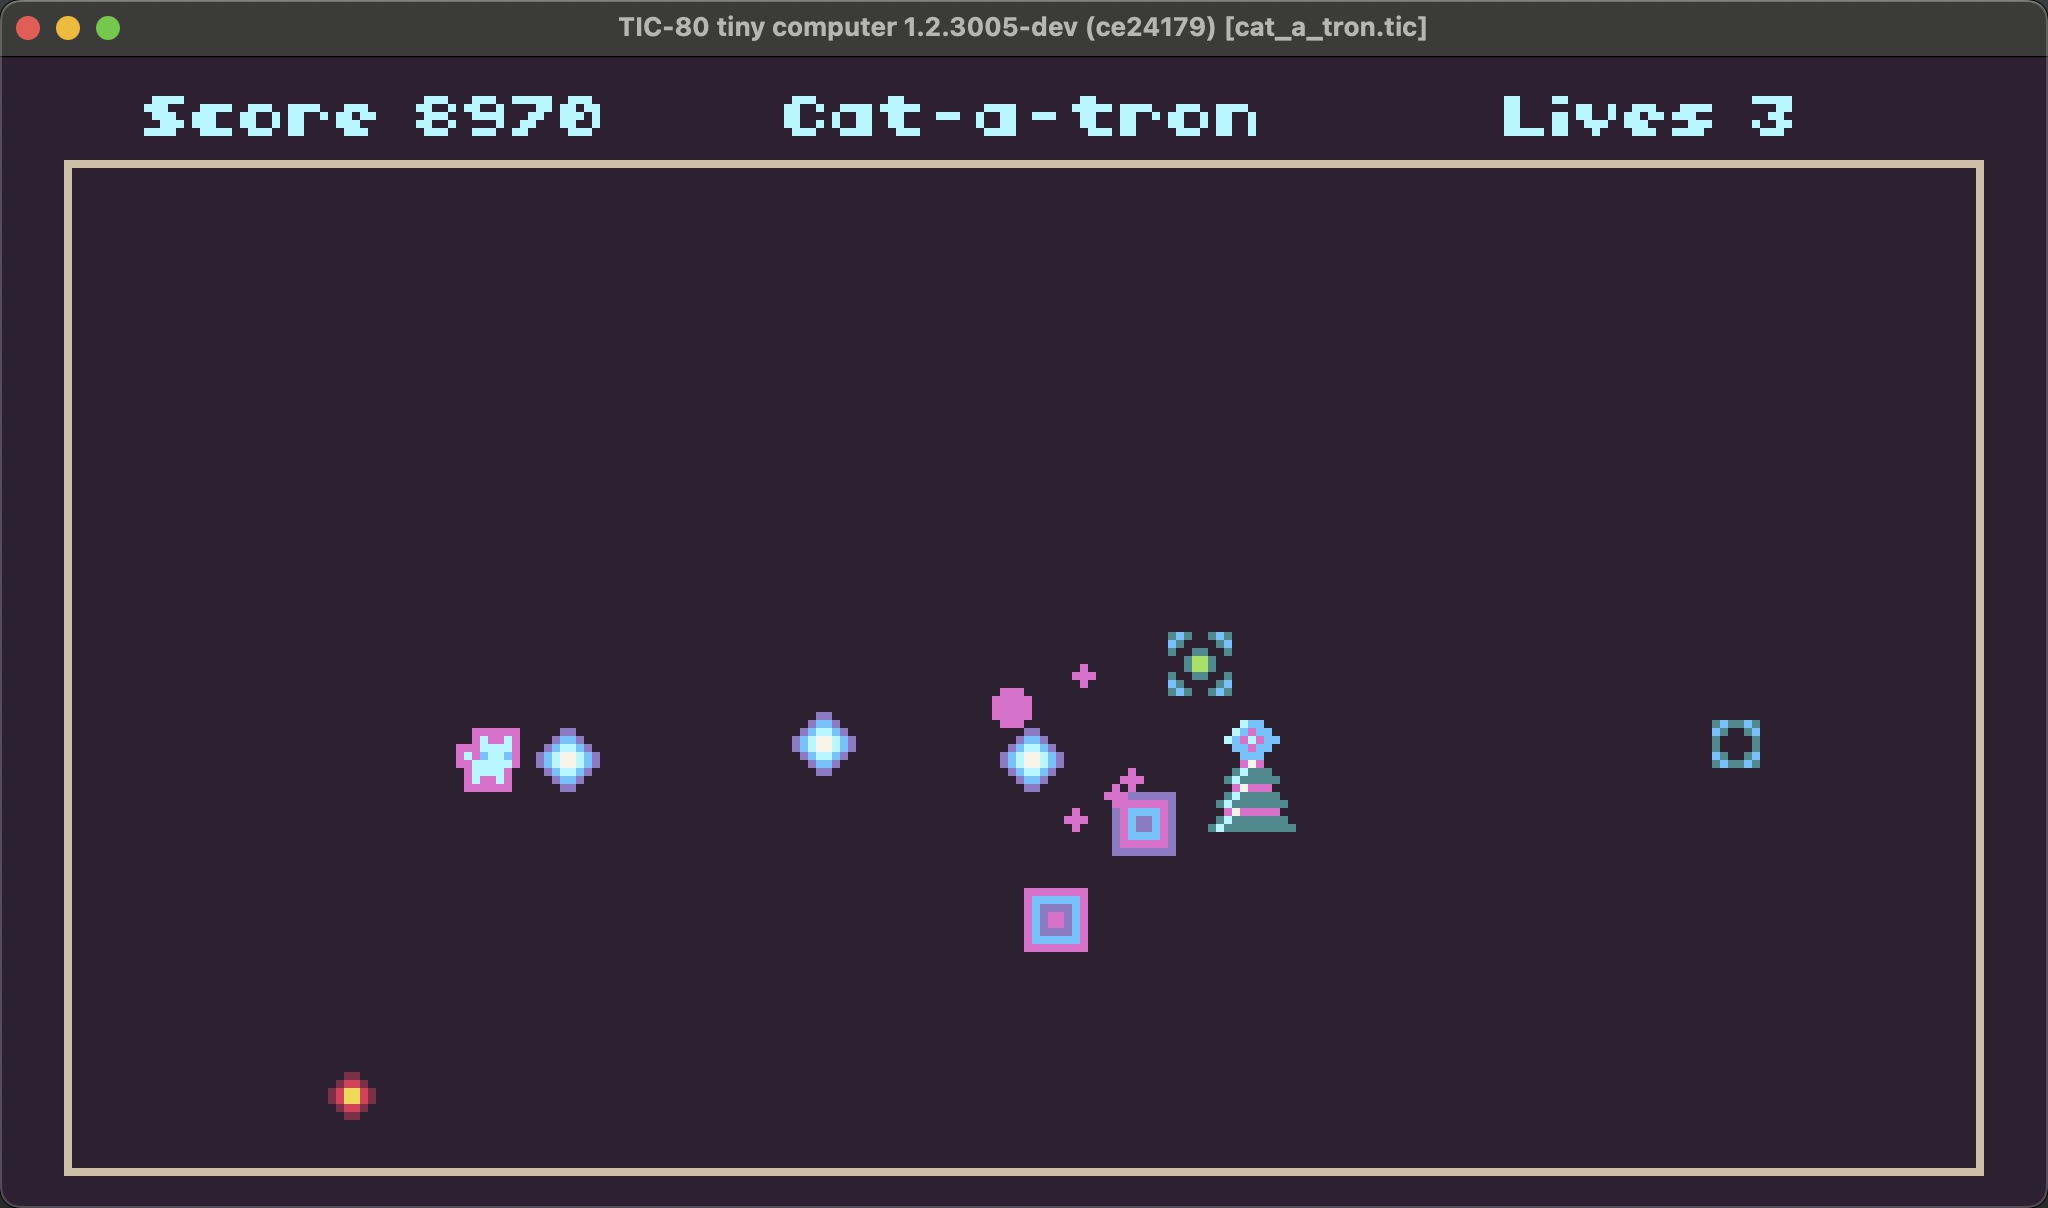 TIC-80 tiny computer 1.2.3005-dev (ce24179) [cat_a_tron.tic]
Score 8970 Cat-a-tron Lives 3